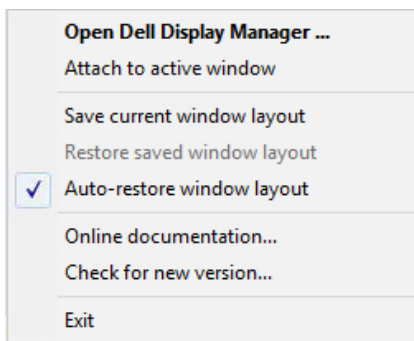 Open Dell Display Manager ...
Attach to active window
Save current window layout
Restore saved window layout
Auto-restore window layout
Online documentation...
Check for new version...
Exit